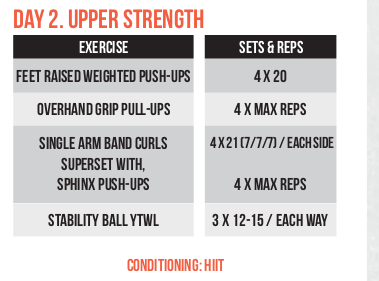 DAY 2. UPPER STRENGTH
EXERCISE SETS & REPS
FEET RAISED WEIGHTED PUSH-UPS 4 X 20
OVERHAND GRIP PULL-UPS 4 X MAX REPS
SINGLE ARM BAND CURLS 4 X 21 (7/7/7) / EACH SIDE
SUPERSET WITH,
SPHINX PUSH-UPS 4 X MAX REPS
STABILITY BALL YTWL 3 X 12-15 / EACH WAY
CONDITIONING: HIIT